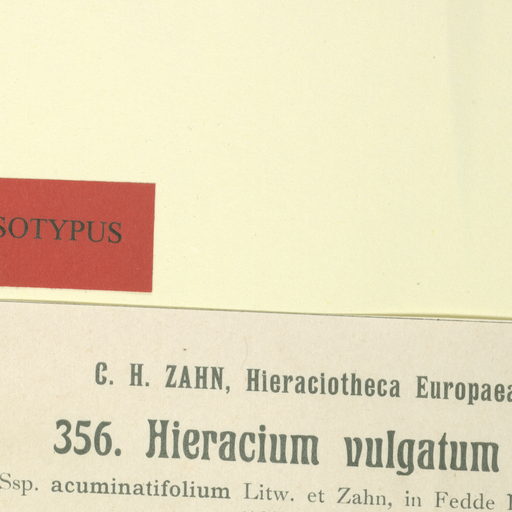 SOTYPUS
C. H. ZAHN, Hieraciotheca Europaea
356. Hieracium vulgatum
Ssp. acuminatifolium Litw. et Zahn, in Fedde